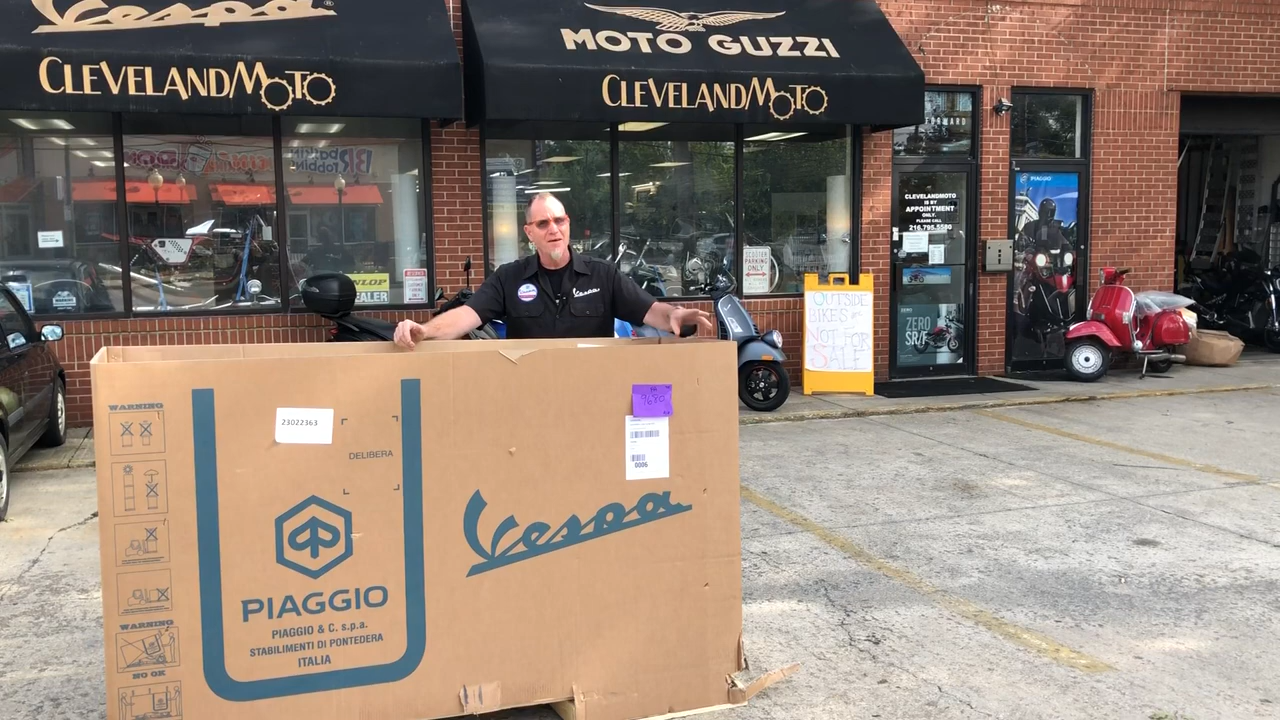 Vespa
CLEVELANDMOTO
MOTO GUZZI
CLEVELANDMOTO
CLEVELANDMOTO
IS BY
APPOINTMENT
ONLY.
PLEASE CALL
216.795.5580
PIAGGIO
SCOOTER
PARKING
ONLY
DEALER
OUTSIDE
BIKES
NOT FOR
SALE
ZERO
SR/F
Vespa
WARNING
23022363
DELIBERA
9680
0006
Vespa
PIAGGIO
PIAGGIO & C. s.p.a.
STABILIMENTI DI PONTEDERA
ITALIA
WARNING
NO OK